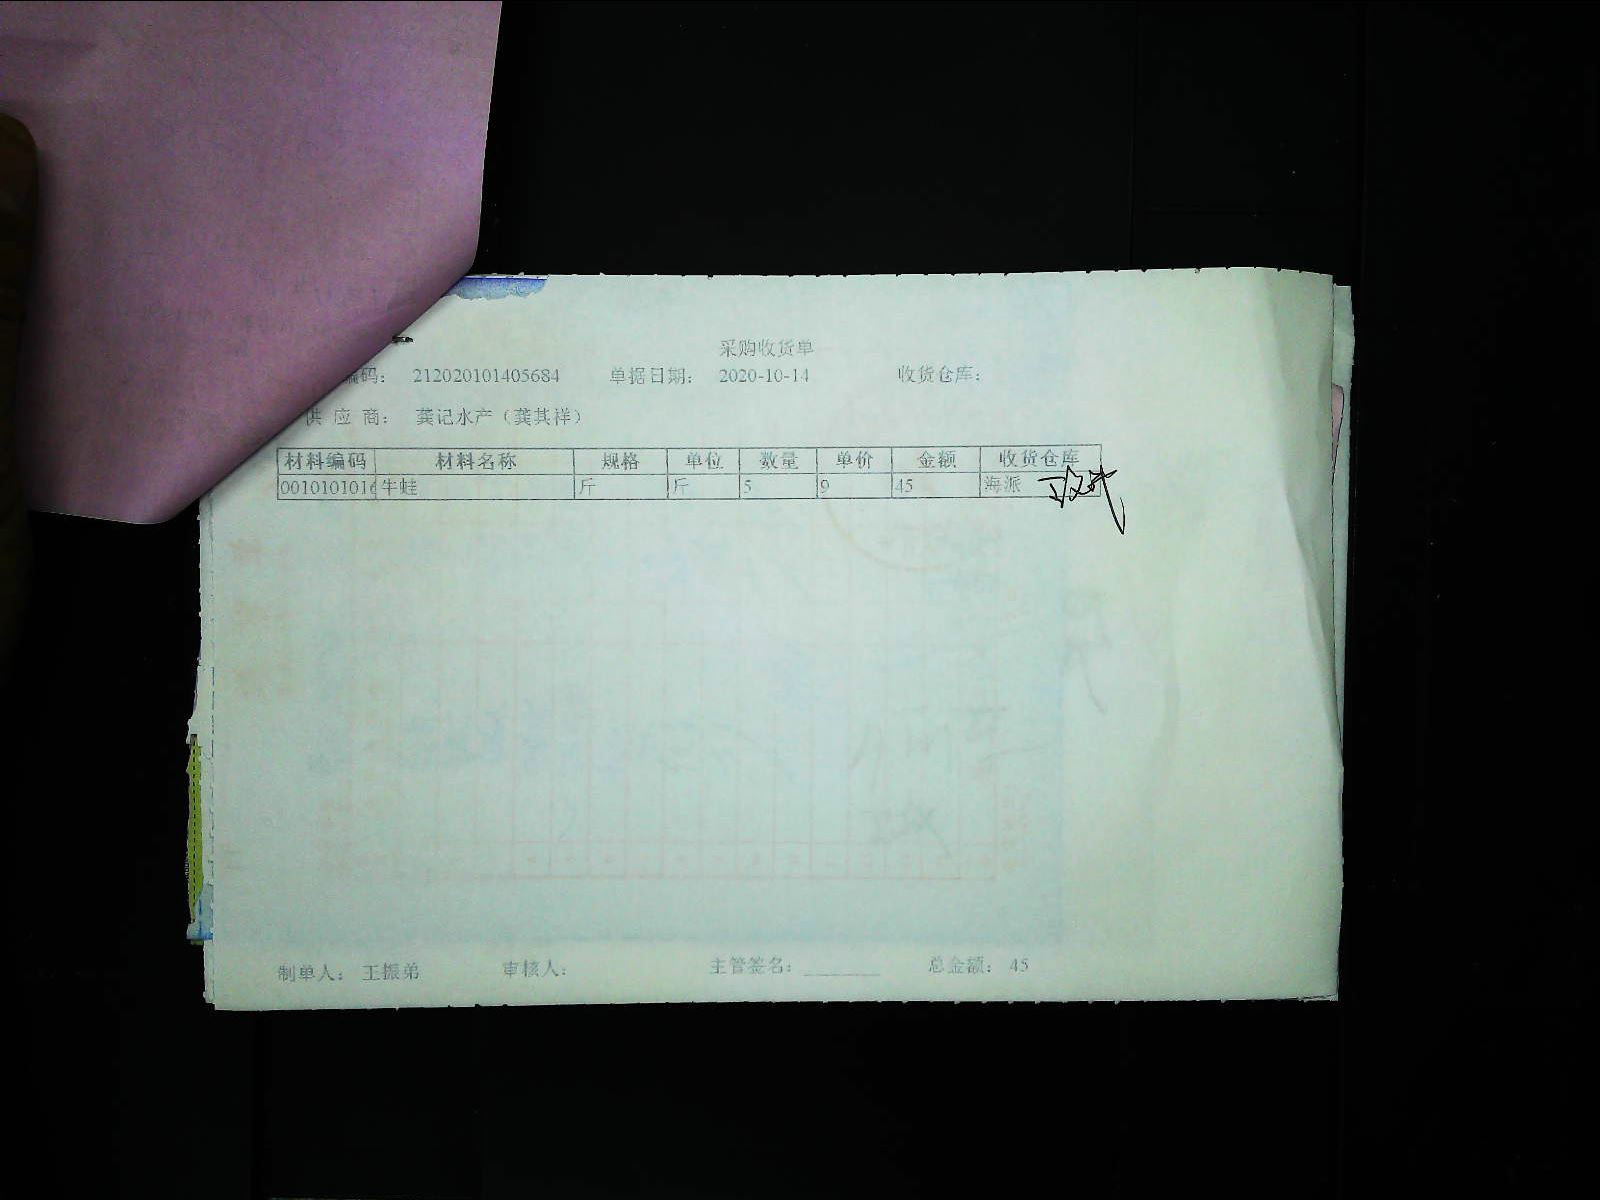 采购收货单
编码： 212020101405684 单据日期： 2020-10-14 收货仓库：
供应商： 龚记水产（龚其祥）
材料编码 材料名称 规格 单位 数量 单价 金额 收货仓库
0010101016 牛蛙 斤 斤 5 9 45 海派
制单人： 王振弟 审核人： 主管签名：________ 总金额： 45